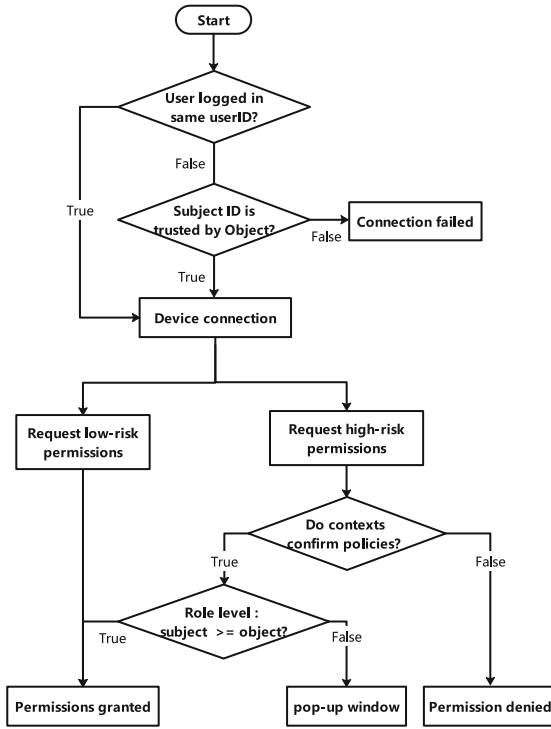 Start
User logged in
same userID?
False
True
Subject ID is
trusted by Object?
False
Connection failed
True
Device connection
Request low-risk
permissions
Request high-risk
permissions
Do contexts
confirm policies?
True
False
Role level :
subject >= object?
True
False
Permissions granted
pop-up window
Permission denied